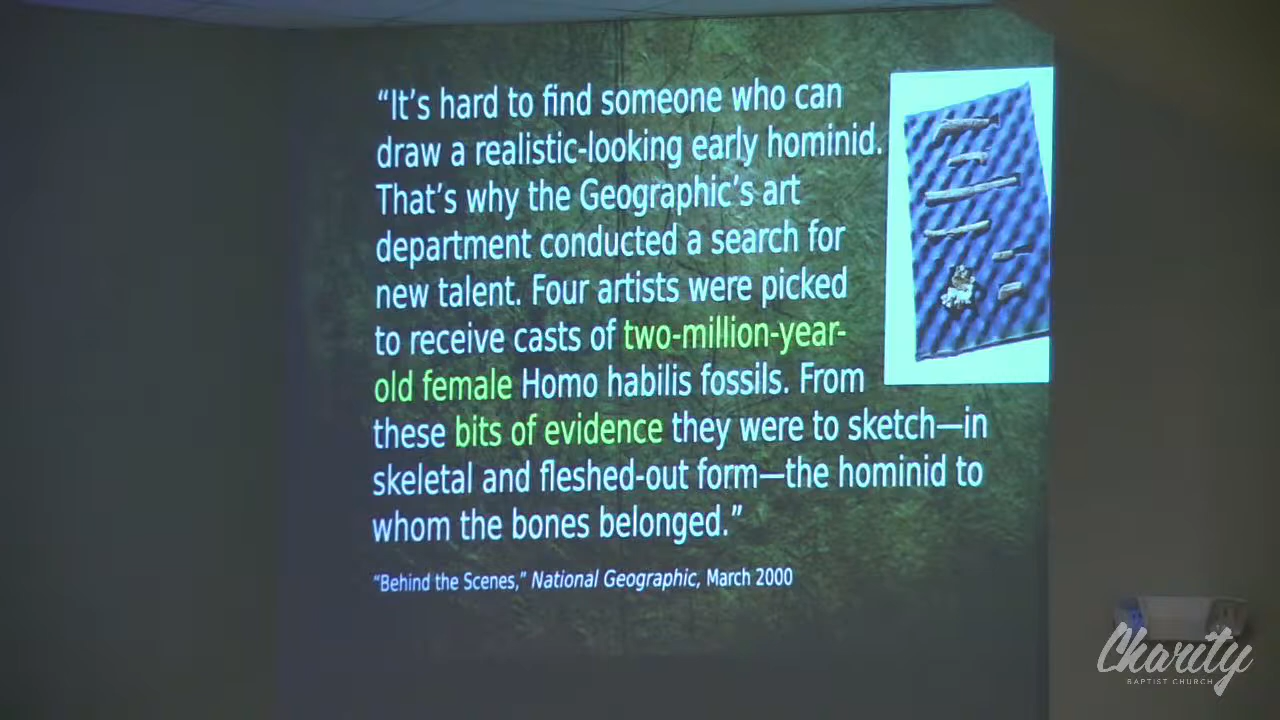 “It’s hard to find someone who can
draw a realistic-looking early hominid.
That’s why the Geographic’s art
department conducted a search for
new talent. Four artists were picked
to receive casts of two-million-year-
old female Homo habilis fossils. From
these bits of evidence they were to sketch—in
skeletal and fleshed-out form—the hominid to
whom the bones belonged.”
“Behind the Scenes,” National Geographic, March 2000
Charity
BAPTIST CHURCH